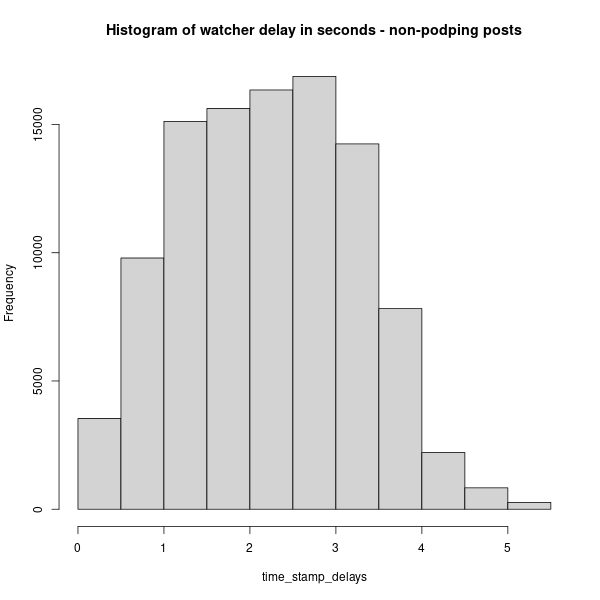 Histogram of watcher delay in seconds - non-podping posts
Frequency
15000
10000
5000
0
0 1 2 3 4 5
time_stamp_delays